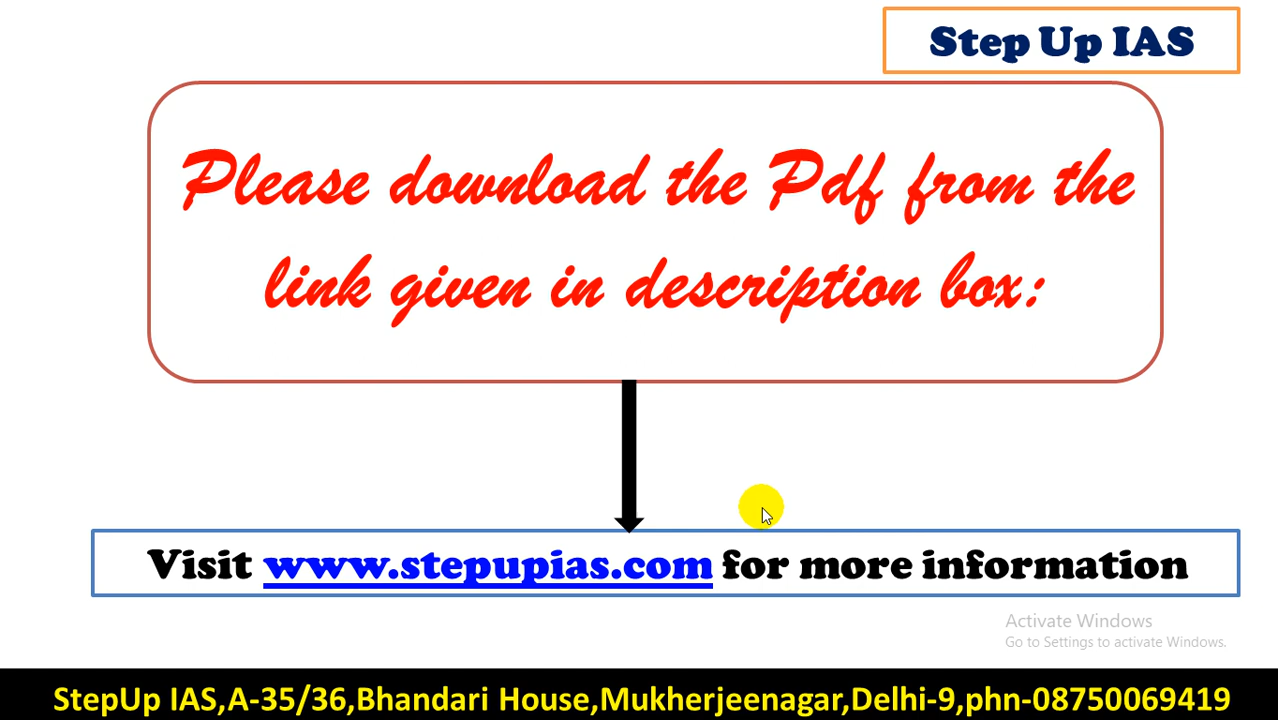 Step Up IAS
Please download the Pdf from the
link given in description box:
Visit www.stepupias.com for more information
Activate Windows
Go to Settings to activate Windows.
StepUp IAS,A-35/36,Bhandari House,Mukherjeenagar,Delhi-9,phn-08750069419